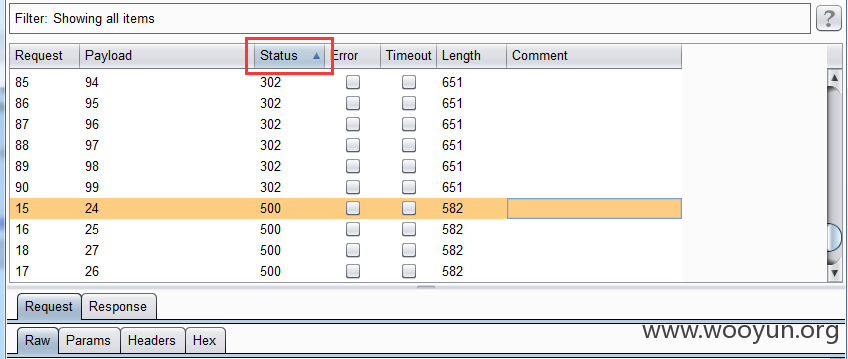 Filter: Showing all items
?
Request Payload Status Error Timeout Length Comment
85 94 302 651
86 95 302 651
87 96 302 651
88 97 302 651
89 98 302 651
90 99 302 651
15 24 500 582
16 25 500 582
18 27 500 582
17 26 500 582
Request Response
Raw Params Headers Hex
www.wooyun.org